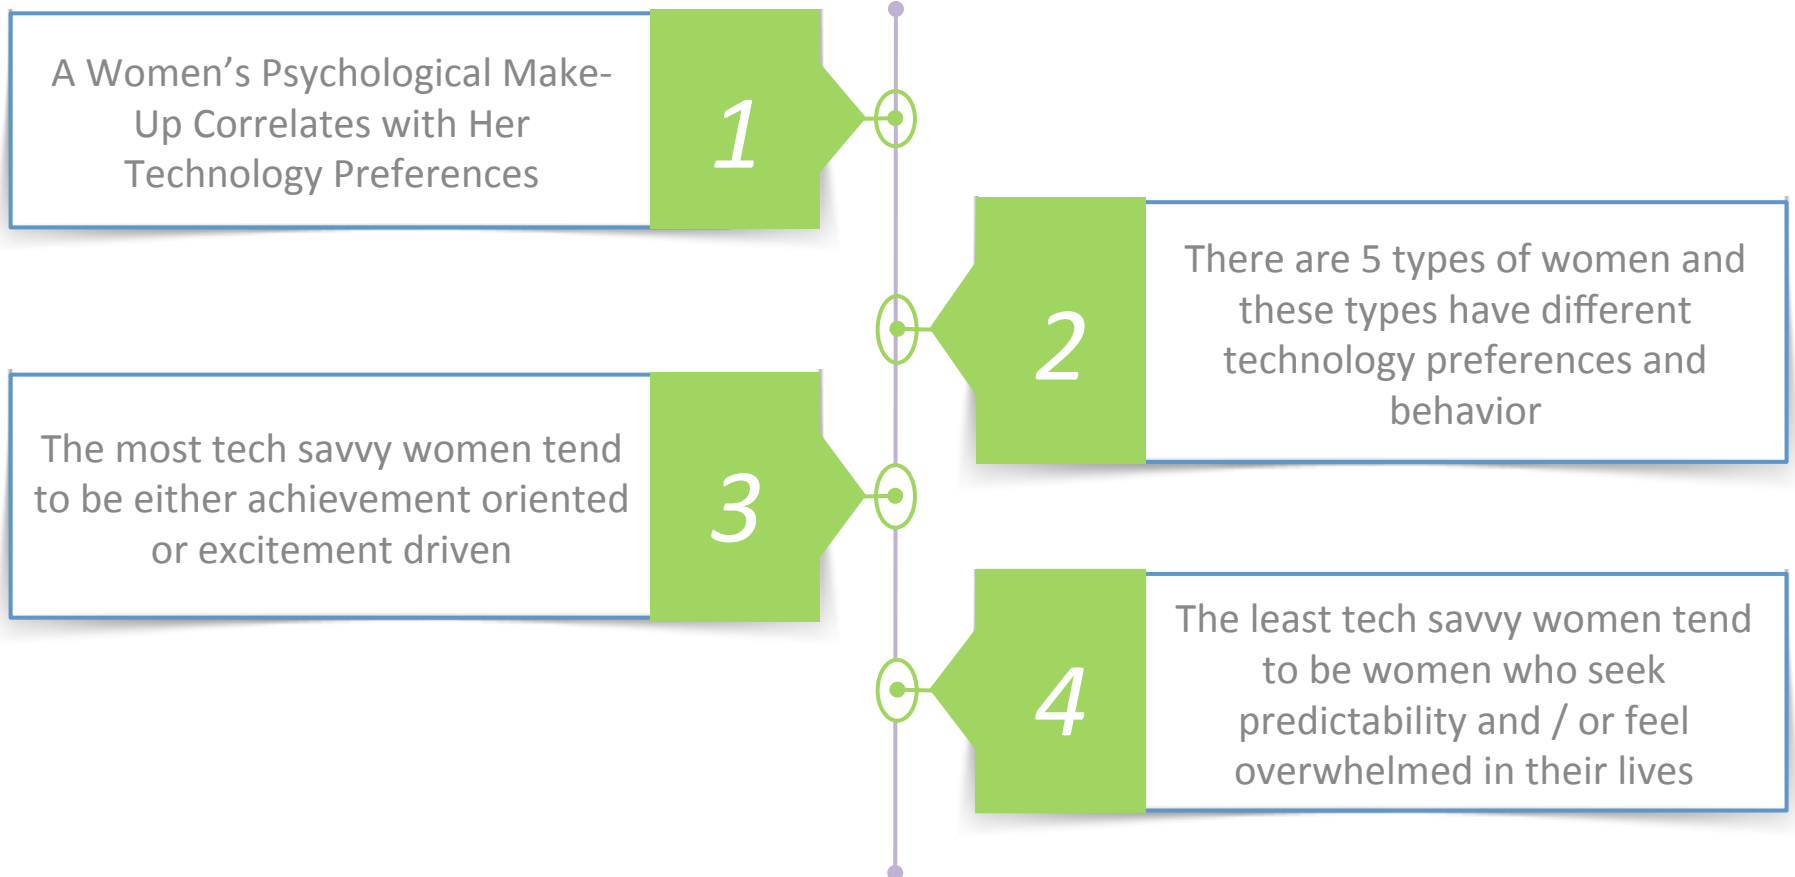 A Women’s Psychological Make-
Up Correlates with Her
Technology Preferences
1
2
There are 5 types of women and
these types have different
technology preferences and
behavior
The most tech savvy women tend
to be either achievement oriented
or excitement driven
3
4
The least tech savvy women tend
to be women who seek
predictability and / or feel
overwhelmed in their lives